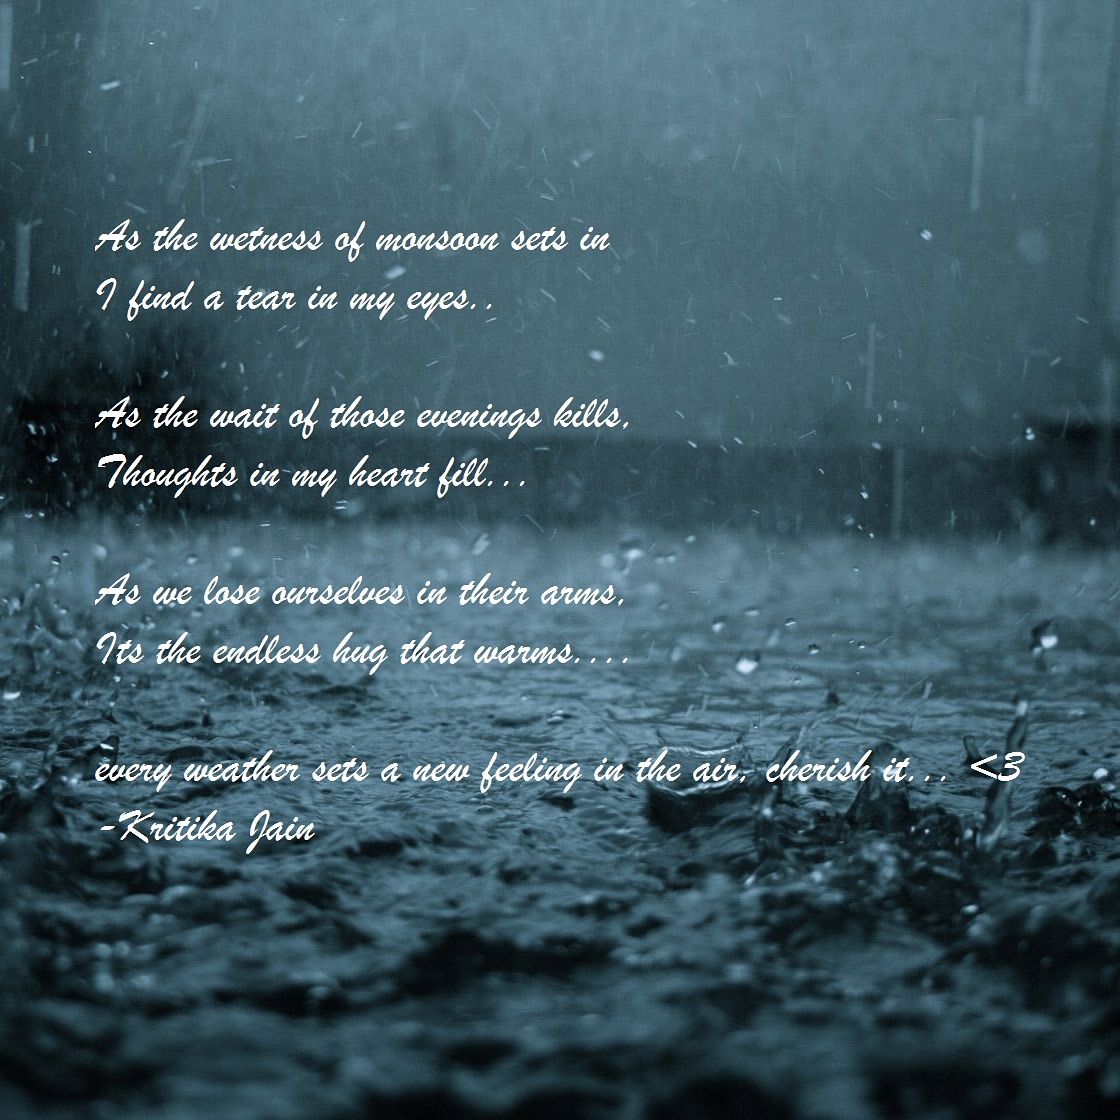 As the wetness of monsoon sets in
I find a tear in my eyes..
As the wait of those evenings kills,
Thoughts in my heart fill...
As we lose ourselves in their arms,
Its the endless hug that warms....
every weather sets a new feeling in the air, cherish it... <3
-Kritika Jain